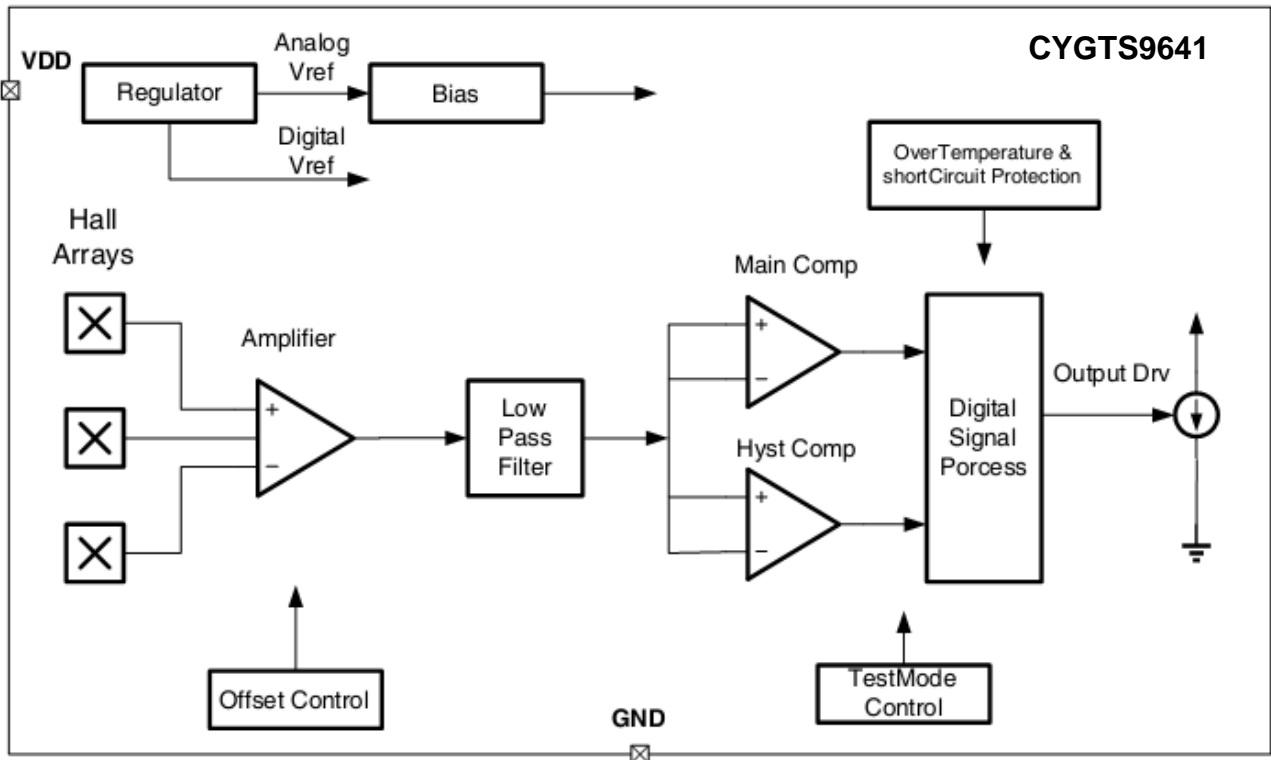 CYGTS9641
VDD
Analog
Vref
Regulator
Bias
Digital
Vref
OverTemperature &
shortCircuit Protection
Hall
Arrays
Main Comp
Amplifier
+
−
+
−
Low
Pass
Filter
Output Drv
Digital
Signal
Porcess
Hyst Comp
+
−
Offset Control
TestMode
Control
GND